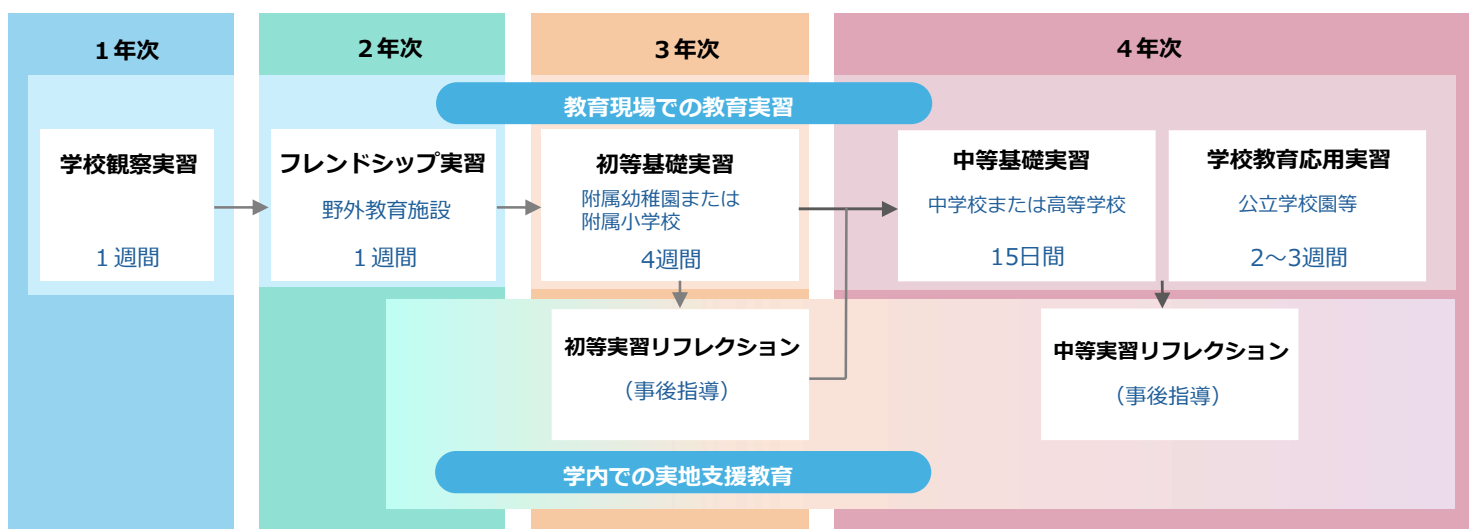 １年次
２年次
３年次
４年次
教育現場での教育実習
学校観察実習
１週間
フレンドシップ実習
野外教育施設
１週間
初等基礎実習
附属幼稚園または
附属小学校
4週間
中等基礎実習
中学校または高等学校
15日間
学校教育応用実習
公立学校園等
2～3週間
初等実習リフレクション
（事後指導）
中等実習リフレクション
（事後指導）
学内での実地支援教育